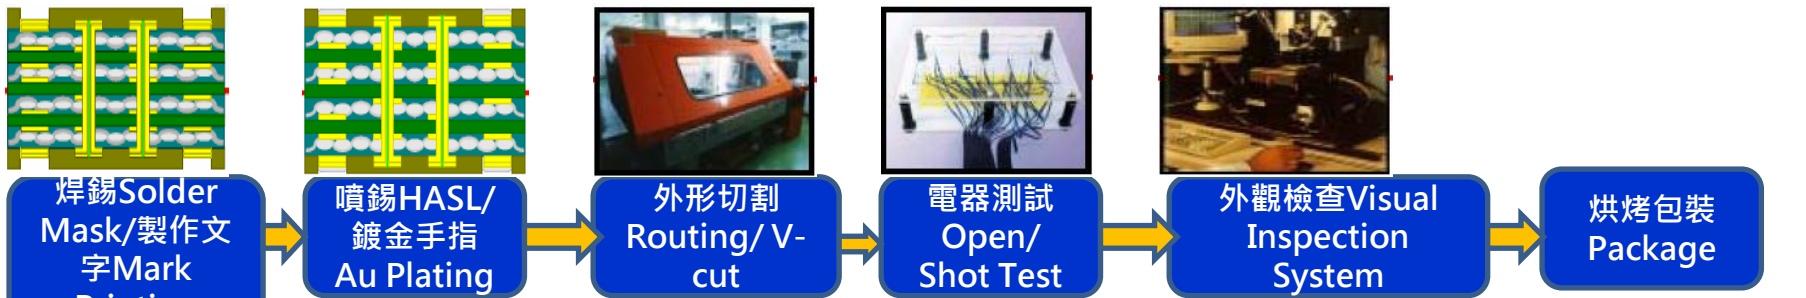 焊錫Solder
Mask/製作文
字Mark
噴錫HASL/
鍍金手指
Au Plating
外形切割
Routing/ V-
cut
電器測試
Open/
Shot Test
外觀檢查Visual
Inspection
System
烘烤包裝
Package